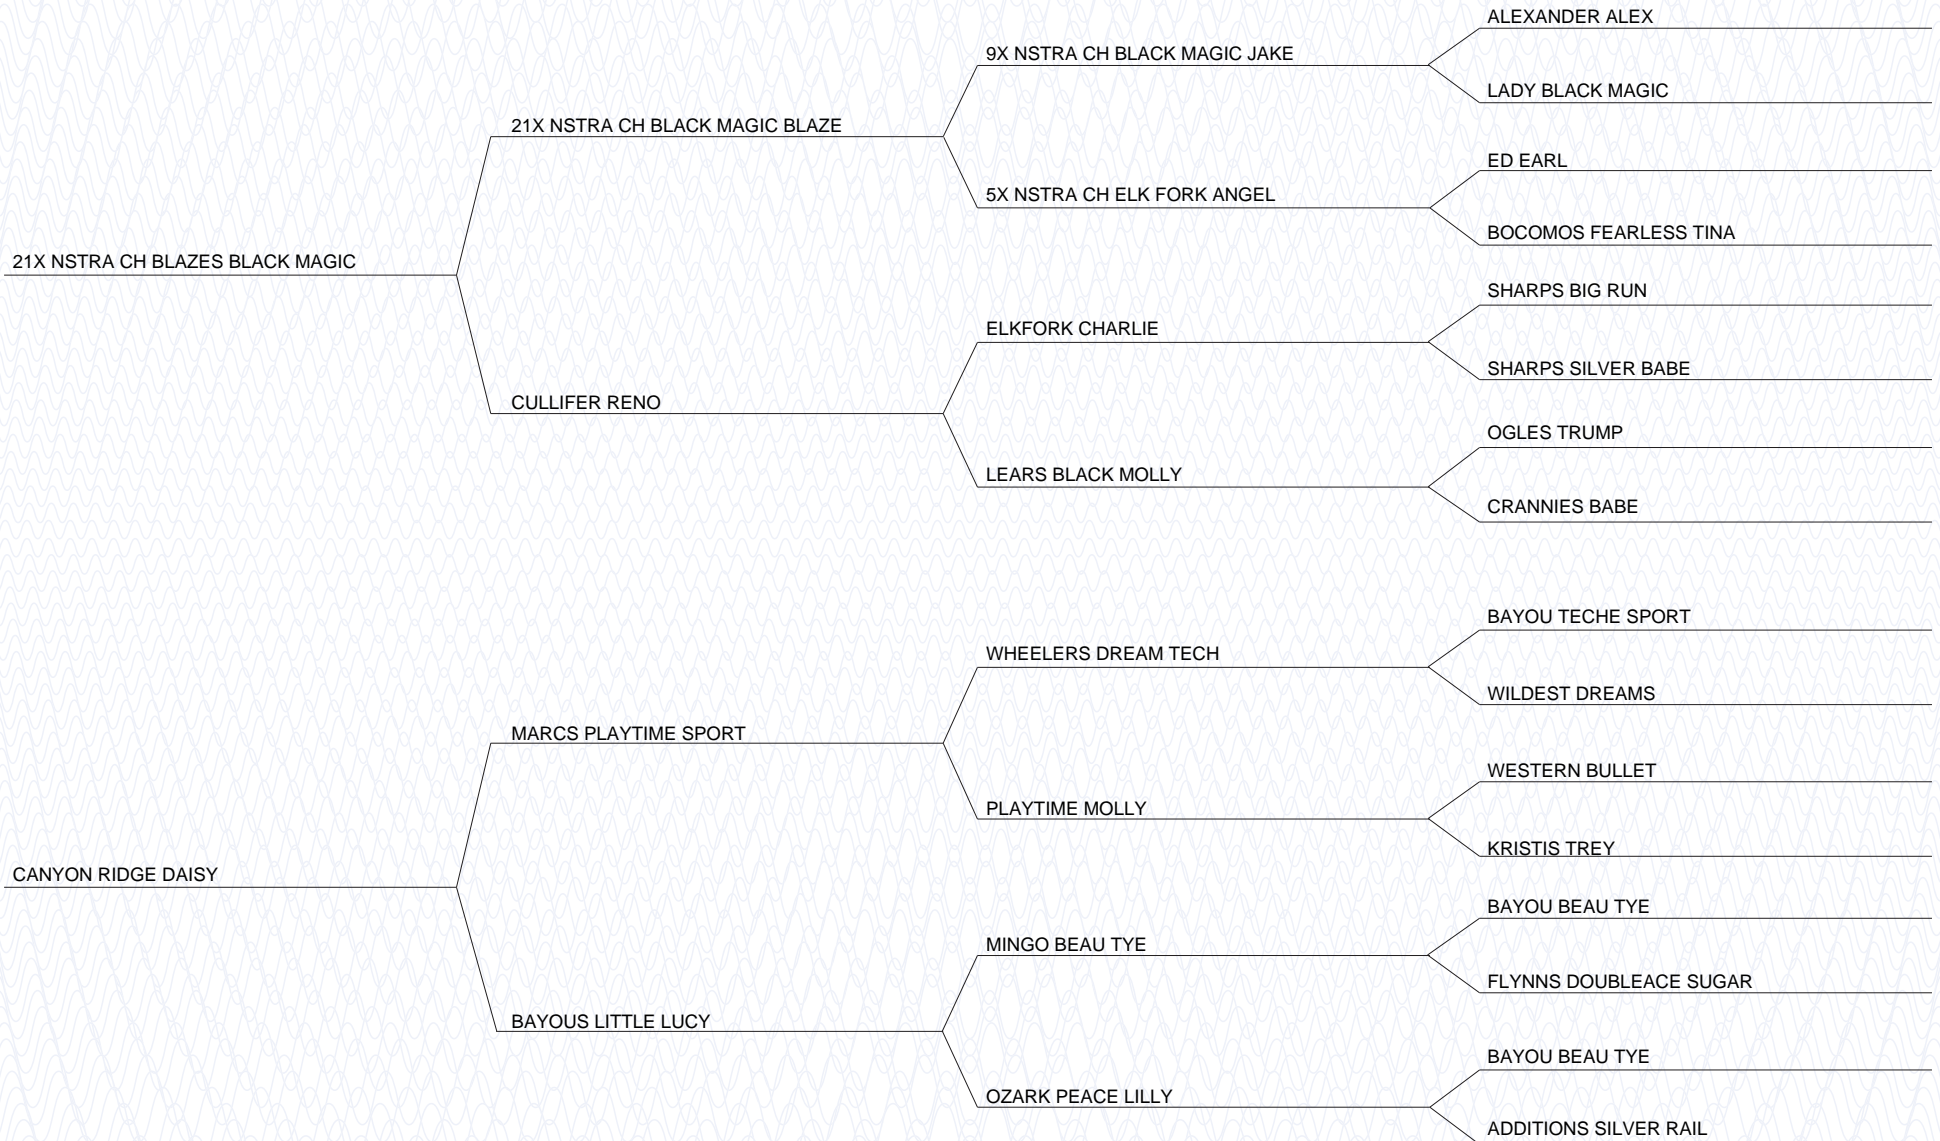 ALEXANDER ALEX
9X NSTRA CH BLACK MAGIC JAKE
LADY BLACK MAGIC
21X NSTRA CH BLACK MAGIC BLAZE
ED EARL
5X NSTRA CH ELK FORK ANGEL
BOCOMOS FEARLESS TINA
21X NSTRA CH BLAZES BLACK MAGIC
SHARPS BIG RUN
ELKFORK CHARLIE
SHARPS SILVER BABE
CULLIFER RENO
OGLES TRUMP
LEARS BLACK MOLLY
CRANNIES BABE
BAYOU TECHE SPORT
WHEELERS DREAM TECH
WILDEST DREAMS
MARCS PLAYTIME SPORT
WESTERN BULLET
PLAYTIME MOLLY
KRISTIS TREY
CANYON RIDGE DAISY
BAYOU BEAU TYE
MINGO BEAU TYE
FLYNNS DOUBLEACE SUGAR
BAYOUS LITTLE LUCY
BAYOU BEAU TYE
OZARK PEACE LILLY
ADDITIONS SILVER RAIL